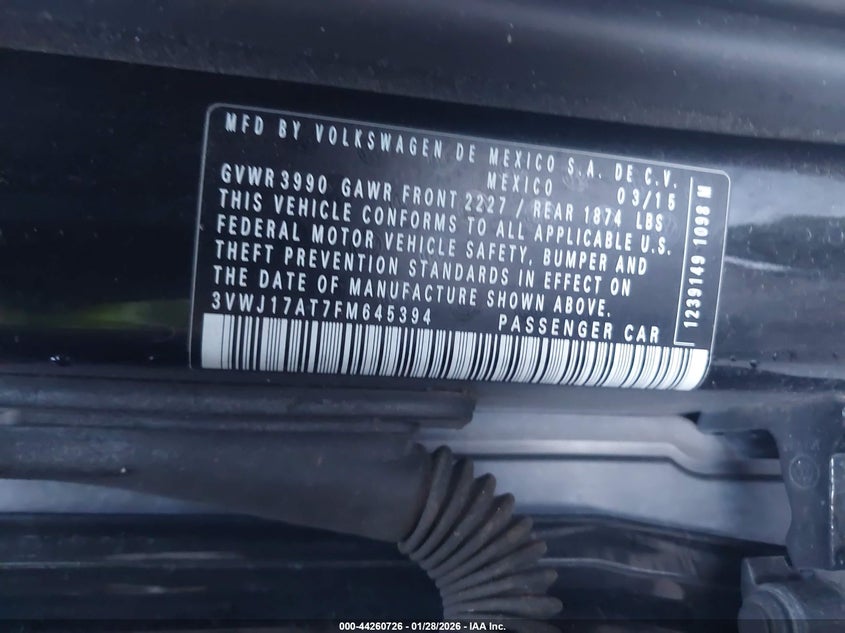 MFD BY VOLKSWAGEN DE MEXICO S.A. DE C.V.
MEXICO 03/15
GVWR 3990 GAWR FRONT 2227 / REAR 1874 LBS
THIS VEHICLE CONFORMS TO ALL APPLICABLE U.S.
FEDERAL MOTOR VEHICLE SAFETY, BUMPER AND
THEFT PREVENTION STANDARDS IN EFFECT ON
THE DATE OF MANUFACTURE SHOWN ABOVE.
3VWJ17AT7FM645394 PASSENGER CAR
1239149 1098 M
000-44260726 - 01/28/2026 - IAA Inc.